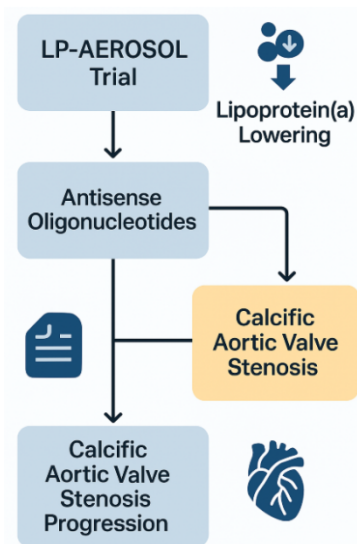 LP-AEROSOL
Trial
Lipoprotein(a)
Lowering
Antisense
Oligonucleotides
Calcific
Aortic Valve
Stenosis
Calcific
Aortic Valve
Stenosis
Progression